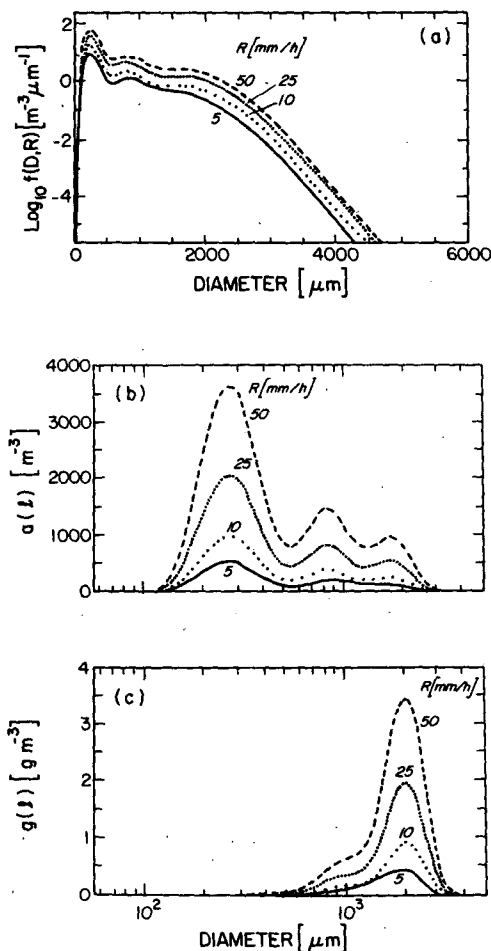 R[mm/h]
(a)
50
25
10
5
2
0
-2
-4
Log₁₀ f(D,R)[m⁻³μm⁻¹]
0 2000 4000 6000
DIAMETER [μm]
4000
3000
2000
1000
0
(b)
R[mm/h]
50
25
10
5
a(ℓ) [m⁻³]
4
3
2
1
0
(c)
R[mm/h]
50
25
10
5
g(ℓ) [g m⁻³]
10² 10³
DIAMETER [μm]